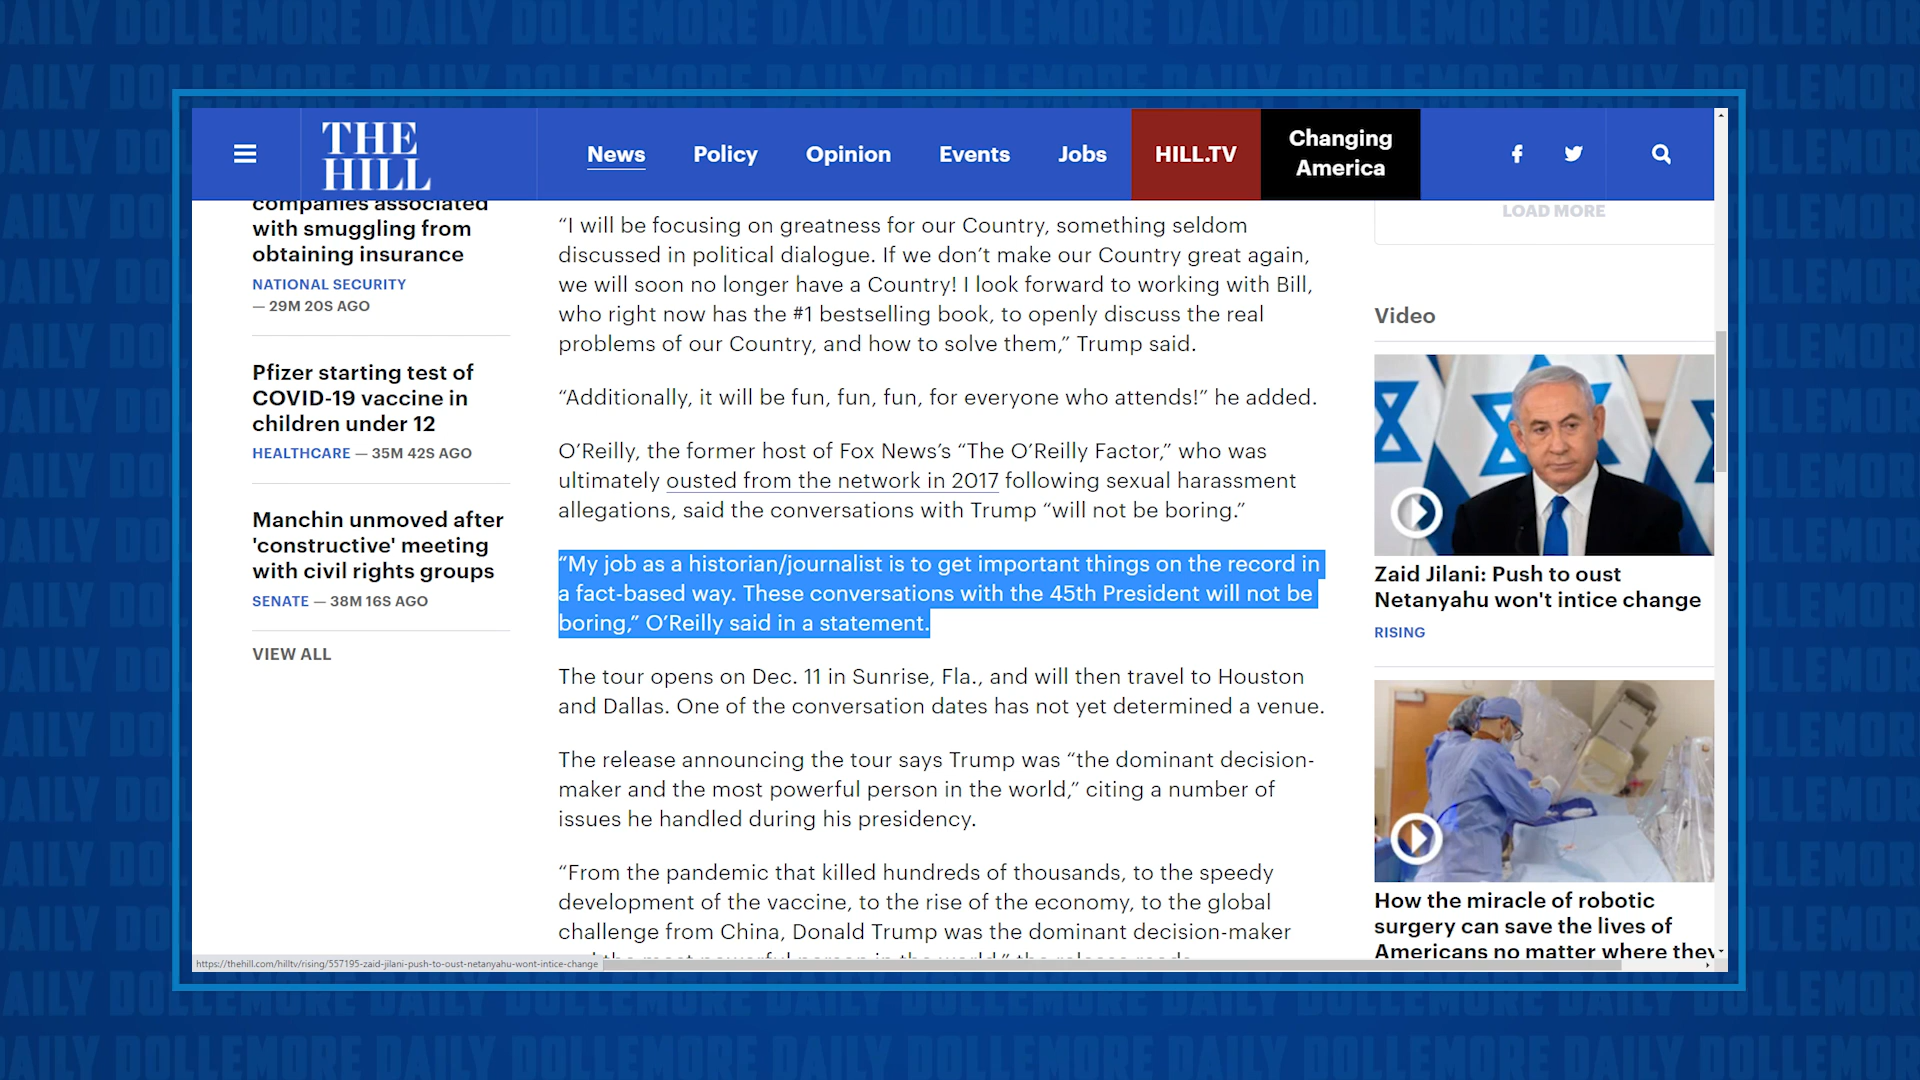 THE
HILL
News
Policy
Opinion
Events
Jobs
HILL.TV
Changing
America
companies associated
with smuggling from
obtaining insurance
NATIONAL SECURITY
— 29M 20S AGO
Pfizer starting test of
COVID-19 vaccine in
children under 12
HEALTHCARE — 35M 42S AGO
Manchin unmoved after
'constructive' meeting
with civil rights groups
SENATE — 38M 16S AGO
VIEW ALL
“I will be focusing on greatness for our Country, something seldom
discussed in political dialogue. If we don’t make our Country great again,
we will soon no longer have a Country! I look forward to working with Bill,
who right now has the #1 bestselling book, to openly discuss the real
problems of our Country, and how to solve them,” Trump said.
“Additionally, it will be fun, fun, fun, for everyone who attends!” he added.
O’Reilly, the former host of Fox News’s “The O’Reilly Factor,” who was
ultimately ousted from the network in 2017 following sexual harassment
allegations, said the conversations with Trump “will not be boring.”
“My job as a historian/journalist is to get important things on the record in
a fact-based way. These conversations with the 45th President will not be
boring,” O’Reilly said in a statement.
The tour opens on Dec. 11 in Sunrise, Fla., and will then travel to Houston
and Dallas. One of the conversation dates has not yet determined a venue.
The release announcing the tour says Trump was “the dominant decision-
maker and the most powerful person in the world,” citing a number of
issues he handled during his presidency.
“From the pandemic that killed hundreds of thousands, to the speedy
development of the vaccine, to the rise of the economy, to the global
challenge from China, Donald Trump was the dominant decision-maker
LOAD MORE
Video
Zaid Jilani: Push to oust
Netanyahu won't intice change
RISING
How the miracle of robotic
surgery can save the lives of
Americans no matter where they
https://thehill.com/hilltv/rising/557195-zaid-jilani-push-to-oust-netanyahu-wont-intice-change
DAILY DOLLEMORE